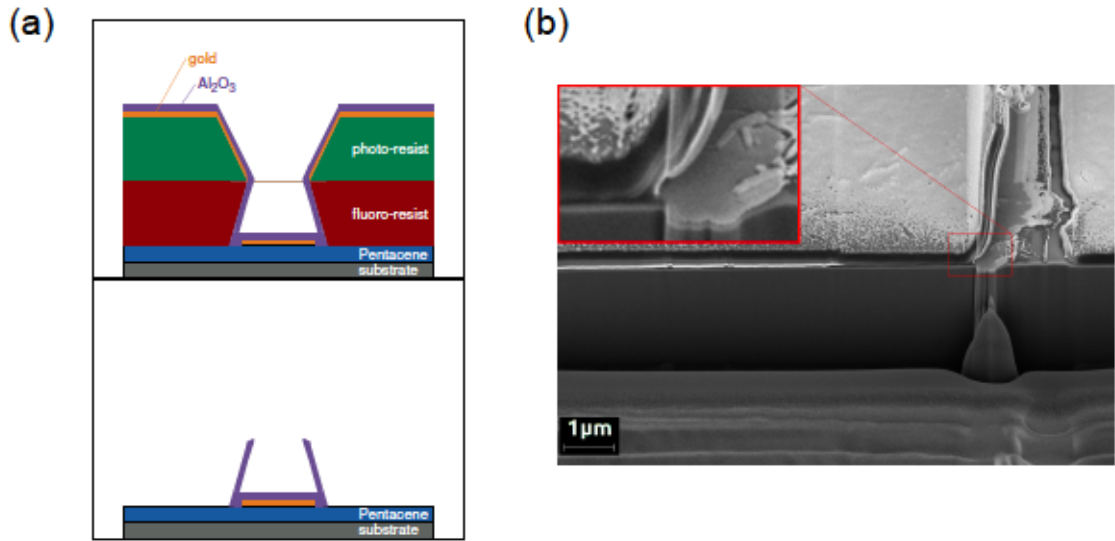 (a)
gold
Al₂O₃
photo-resist
fluoro-resist
Pentacene
substrate
Pentacene
substrate
(b)
1µm